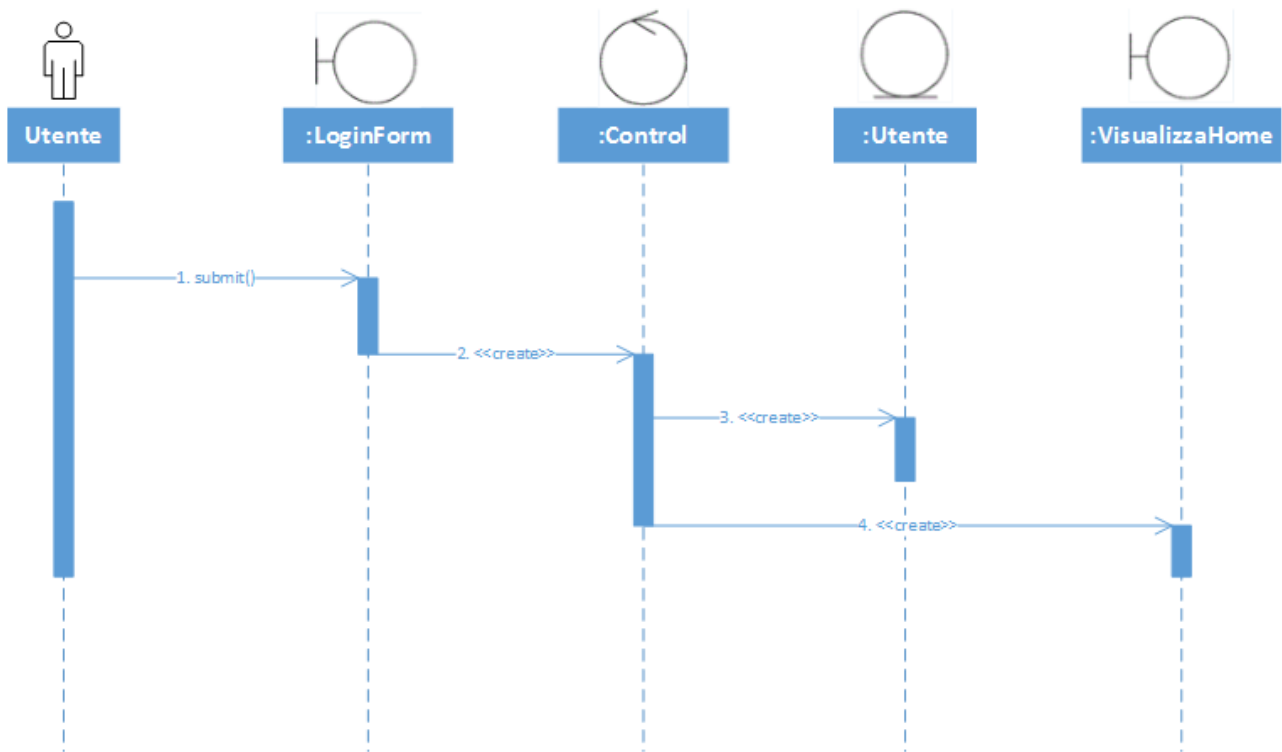 Utente
:LoginForm
:Control
:Utente
:VisualizzaHome
1. submit()
2. <<create>>
3. <<create>>
4. <<create>>